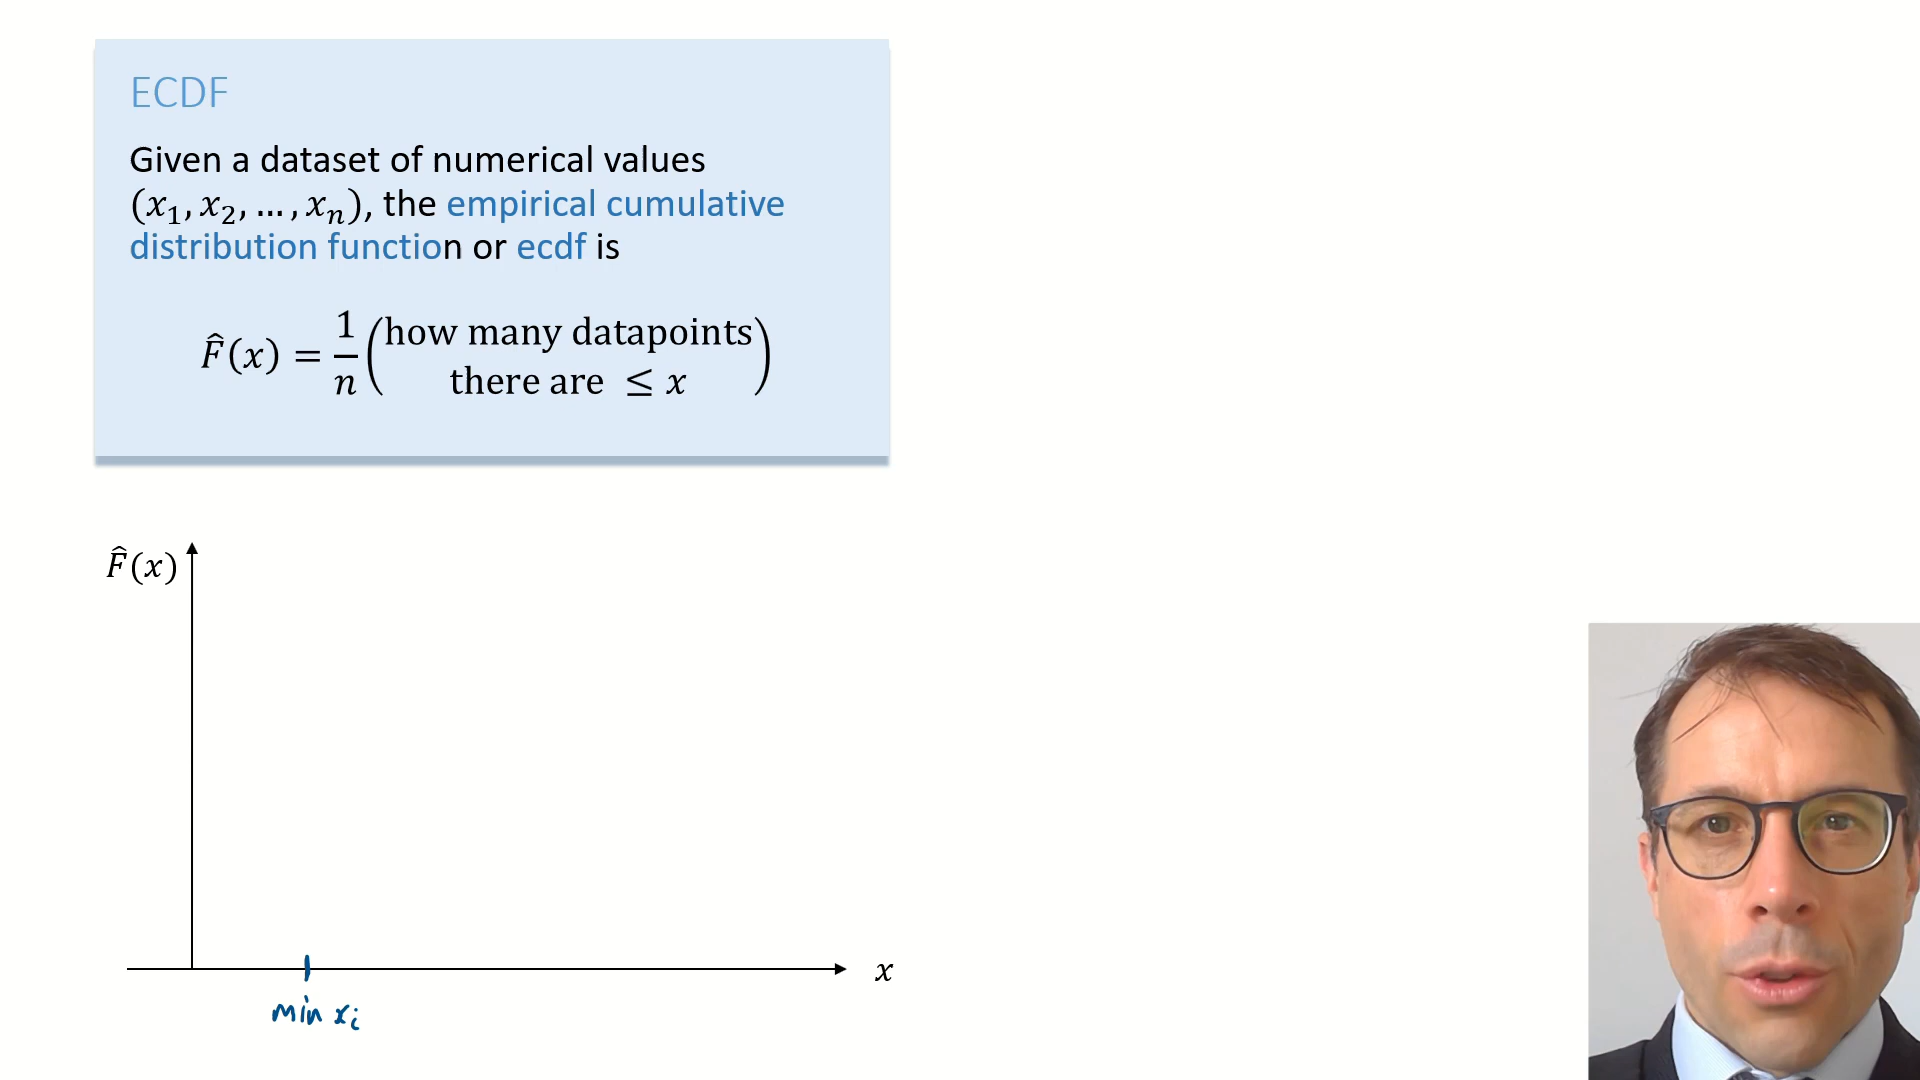 ECDF
Given a dataset of numerical values
(x₁, x₂, … , xₙ), the empirical cumulative
distribution function or ecdf is
F̂(x) = 1/n (how many datapoints
there are ≤ x)
F̂(x)
x
min xᵢ